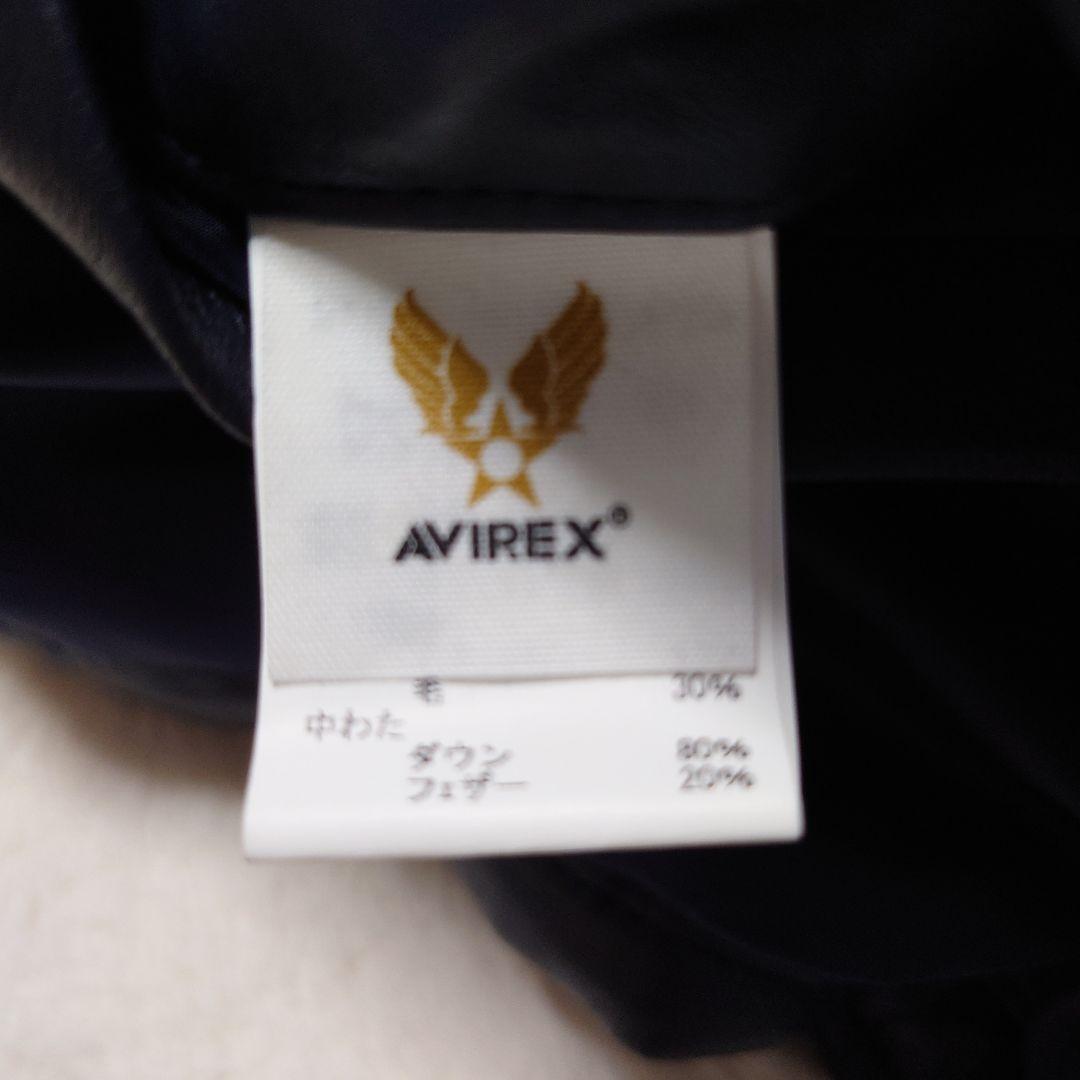 AVIREX®
毛 30%
中わた
ダウン 80%
フェザー 20%